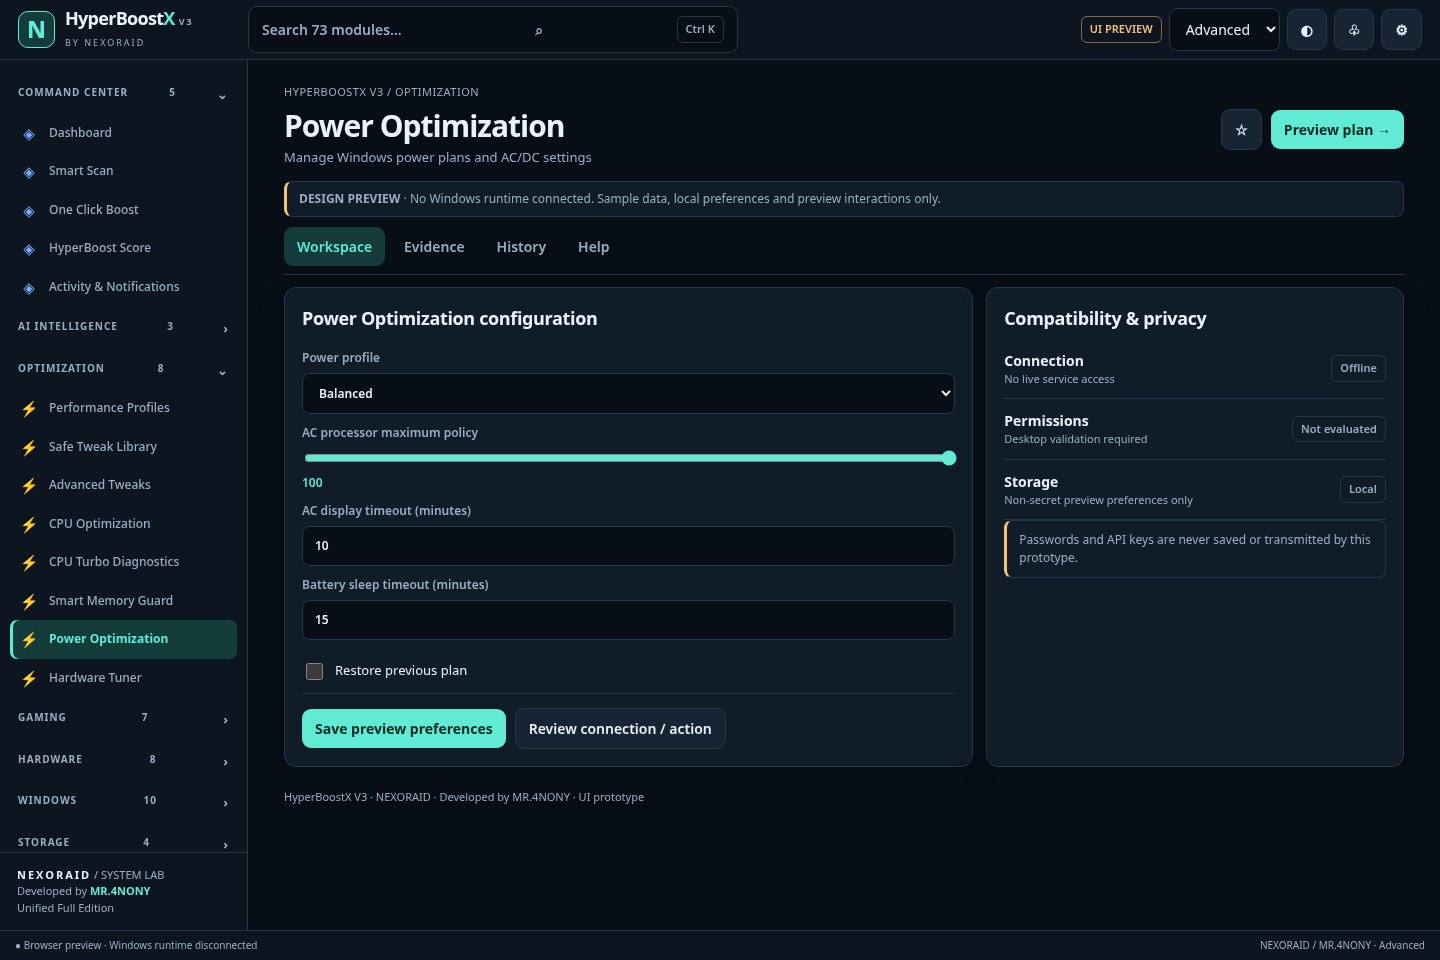 N HyperBoostX V3
BY NEXORAID
Search 73 modules...
Ctrl K
UI PREVIEW
Advanced
COMMAND CENTER 5
Dashboard
Smart Scan
One Click Boost
HyperBoost Score
Activity & Notifications
AI INTELLIGENCE 3
OPTIMIZATION 8
Performance Profiles
Safe Tweak Library
Advanced Tweaks
CPU Optimization
CPU Turbo Diagnostics
Smart Memory Guard
Power Optimization
Hardware Tuner
GAMING 7
HARDWARE 8
WINDOWS 10
STORAGE 4
NEXORAID / SYSTEM LAB
Developed by MR.4NONY
Unified Full Edition
HYPERBOOSTX V3 / OPTIMIZATION
Power Optimization
Manage Windows power plans and AC/DC settings
Preview plan →
DESIGN PREVIEW · No Windows runtime connected. Sample data, local preferences and preview interactions only.
Workspace Evidence History Help
Power Optimization configuration
Power profile
Balanced
AC processor maximum policy
100
AC display timeout (minutes)
10
Battery sleep timeout (minutes)
15
Restore previous plan
Save preview preferences
Review connection / action
Compatibility & privacy
Connection
No live service access
Offline
Permissions
Desktop validation required
Not evaluated
Storage
Non-secret preview preferences only
Local
Passwords and API keys are never saved or transmitted by this
prototype.
HyperBoostX V3 · NEXORAID · Developed by MR.4NONY · UI prototype
● Browser preview · Windows runtime disconnected
NEXORAID / MR.4NONY · Advanced